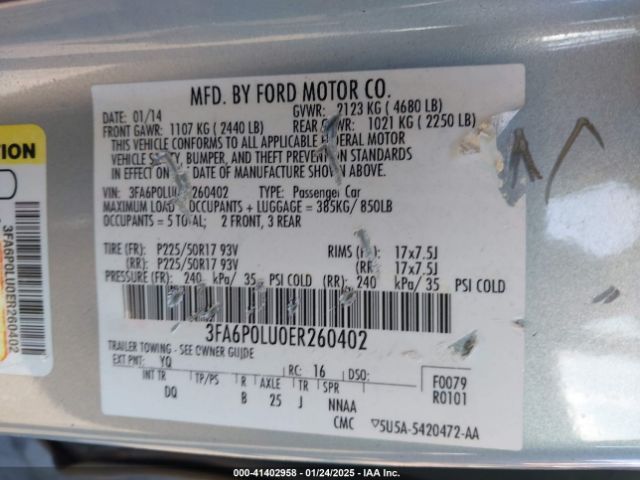 MFD. BY FORD MOTOR CO.
DATE: 01/14 GVWR: 2123 KG ( 4680 LB)
FRONT GAWR: 1107 KG ( 2440 LB) REAR GAWR: 1021 KG ( 2250 LB)
THIS VEHICLE CONFORMS TO ALL APPLICABLE FEDERAL MOTOR
VEHICLE SAFETY, BUMPER, AND THEFT PREVENTION STANDARDS
IN EFFECT ON DATE OF MANUFACTURE SHOWN ABOVE.
VIN: 3FA6P0LU0ER260402 TYPE: Passenger Car
MAXIMUM LOAD OCCUPANTS + LUGGAGE = 385KG/ 850LB
OCCUPANTS = 5 TOTAL; 2 FRONT, 3 REAR
TIRE (FR): P225/50R17 93V RIMS (FR): 17x7.5J
(RR): P225/50R17 93V (RR 17x7.5J
PRESSURE (FR): 240 kPa/ 35 PSI COLD (RR): 240 kPa/ 35 PSI COLD
3FA6P0LU0ER260402
TRAILER TOWING - SEE OWNER GUIDE
EXT PNT: YQ RC: 16 DSO: F0079
INT TR TP/PS R AXLE TR SPR R0101
DQ B 25 J NNAA
CMC 5U5A-5420472-AA
TION
3FA6P0LU0ER260402
000-41402958 - 01/24/2025 - IAA Inc.